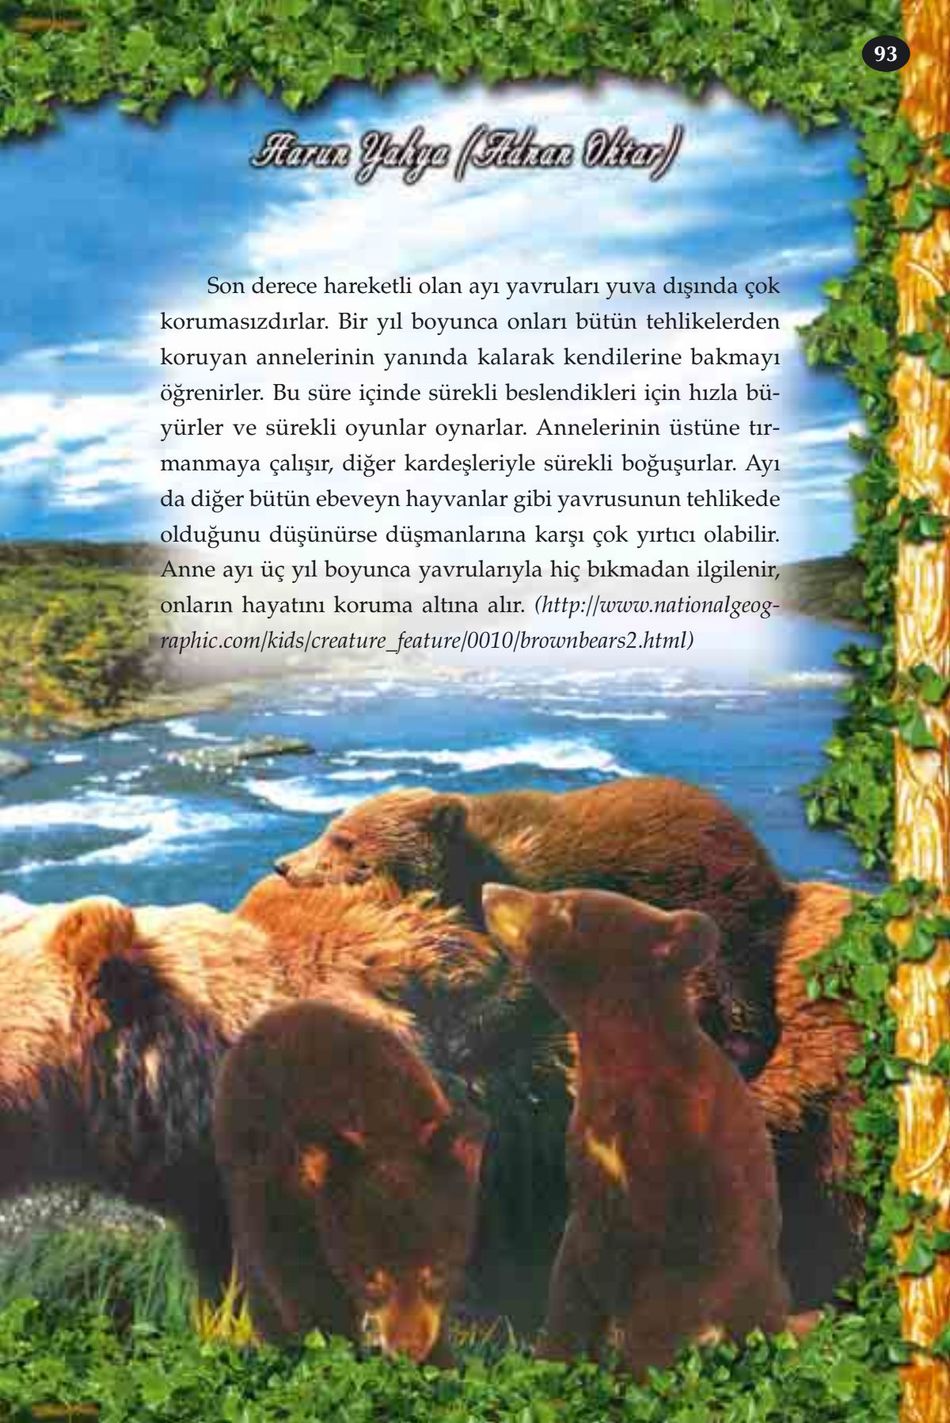 93
Harun Yahya (Adnan Oktar)
Son derece hareketli olan ayı yavruları yuva dışında çok
korumasızdırlar. Bir yıl boyunca onları bütün tehlikelerden
koruyan annelerinin yanında kalarak kendilerine bakmayı
öğrenirler. Bu süre içinde sürekli beslendikleri için hızla bü-
yürler ve sürekli oyunlar oynarlar. Annelerinin üstüne tır-
manmaya çalışır, diğer kardeşleriyle sürekli boğuşurlar. Ayı
da diğer bütün ebeveyn hayvanlar gibi yavrusunun tehlikede
olduğunu düşünürse düşmanlarına karşı çok yırtıcı olabilir.
Anne ayı üç yıl boyunca yavrularıyla hiç bıkmadan ilgilenir,
onların hayatını koruma altına alır. (http://www.nationalgeog-
raphic.com/kids/creature_feature/0010/brownbears2.html)